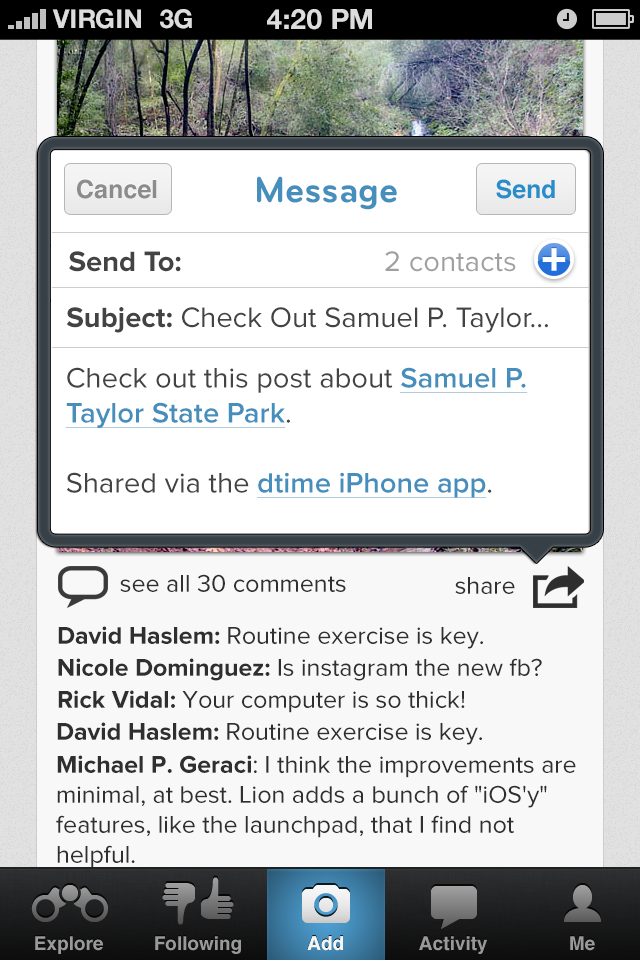 VIRGIN 3G 4:20 PM
Cancel Message Send
Send To: 2 contacts
Subject: Check Out Samuel P. Taylor...
Check out this post about Samuel P.
Taylor State Park.
Shared via the dtime iPhone app.
see all 30 comments share
David Haslem: Routine exercise is key.
Nicole Dominguez: Is instagram the new fb?
Rick Vidal: Your computer is so thick!
David Haslem: Routine exercise is key.
Michael P. Geraci: I think the improvements are
minimal, at best. Lion adds a bunch of "iOS'y"
features, like the launchpad, that I find not
helpful.
Explore Following Add Activity Me